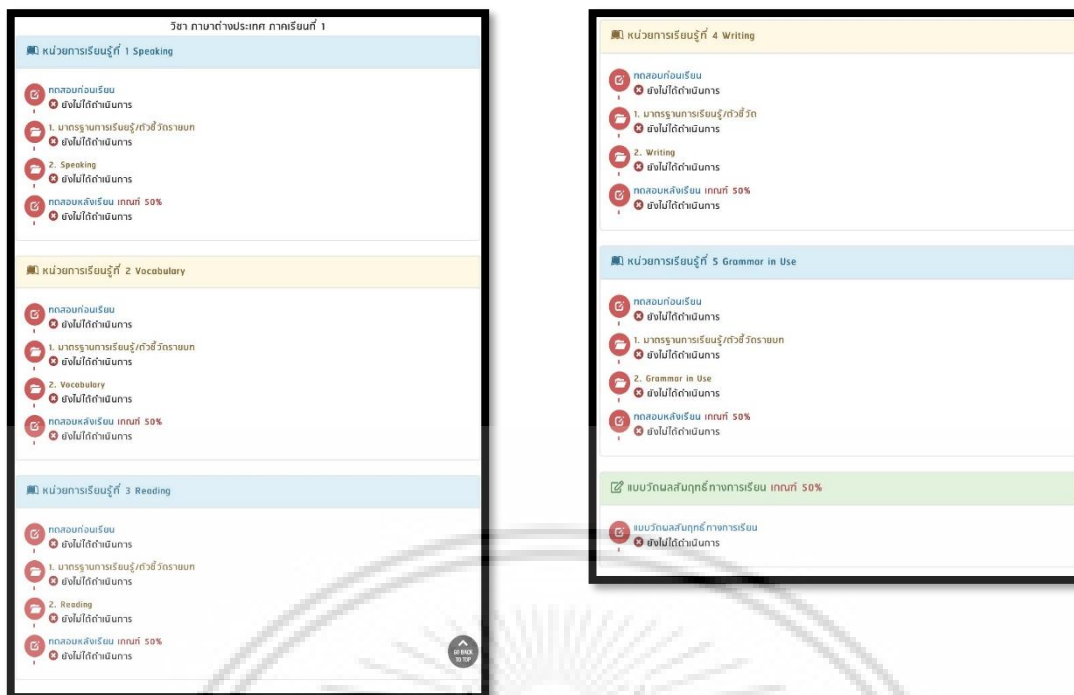 วิชา ภาษาต่างประเทศ ภาคเรียนที่ 1
หน่วยการเรียนรู้ที่ 1 Speaking
ทดสอบก่อนเรียน
ยังไม่ได้ดำเนินการ
1. มาตรฐานการเรียนรู้/ตัวชี้วัดรายบท
ยังไม่ได้ดำเนินการ
2. Speaking
ยังไม่ได้ดำเนินการ
ทดสอบหลังเรียน เกณฑ์ 50%
ยังไม่ได้ดำเนินการ
หน่วยการเรียนรู้ที่ 2 Vocabulary
ทดสอบก่อนเรียน
ยังไม่ได้ดำเนินการ
1. มาตรฐานการเรียนรู้/ตัวชี้วัดรายบท
ยังไม่ได้ดำเนินการ
2. Vocabulary
ยังไม่ได้ดำเนินการ
ทดสอบหลังเรียน เกณฑ์ 50%
ยังไม่ได้ดำเนินการ
หน่วยการเรียนรู้ที่ 3 Reading
ทดสอบก่อนเรียน
ยังไม่ได้ดำเนินการ
1. มาตรฐานการเรียนรู้/ตัวชี้วัดรายบท
ยังไม่ได้ดำเนินการ
2. Reading
ยังไม่ได้ดำเนินการ
ทดสอบหลังเรียน เกณฑ์ 50%
ยังไม่ได้ดำเนินการ
GO BACK
TO TOP
หน่วยการเรียนรู้ที่ 4 Writing
ทดสอบก่อนเรียน
ยังไม่ได้ดำเนินการ
1. มาตรฐานการเรียนรู้/ตัวชี้วัด
ยังไม่ได้ดำเนินการ
2. Writing
ยังไม่ได้ดำเนินการ
ทดสอบหลังเรียน เกณฑ์ 50%
ยังไม่ได้ดำเนินการ
หน่วยการเรียนรู้ที่ 5 Grammar in Use
ทดสอบก่อนเรียน
ยังไม่ได้ดำเนินการ
1. มาตรฐานการเรียนรู้/ตัวชี้วัดรายบท
ยังไม่ได้ดำเนินการ
2. Grammar in Use
ยังไม่ได้ดำเนินการ
ทดสอบหลังเรียน เกณฑ์ 50%
ยังไม่ได้ดำเนินการ
แบบวัดผลสัมฤทธิ์ทางการเรียน เกณฑ์ 50%
แบบวัดผลสัมฤทธิ์ทางการเรียน
ยังไม่ได้ดำเนินการ